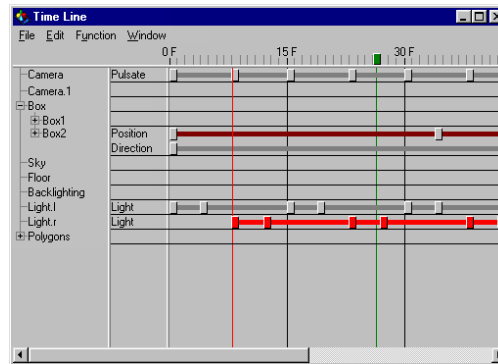 Time Line
File Edit Function Window
0 F 15 F 30 F
Camera Pulsate
Camera.1
Box
Box1
Box2 Position
Direction
Sky
Floor
Backlighting
Light.l Light
Light.r Light
Polygons